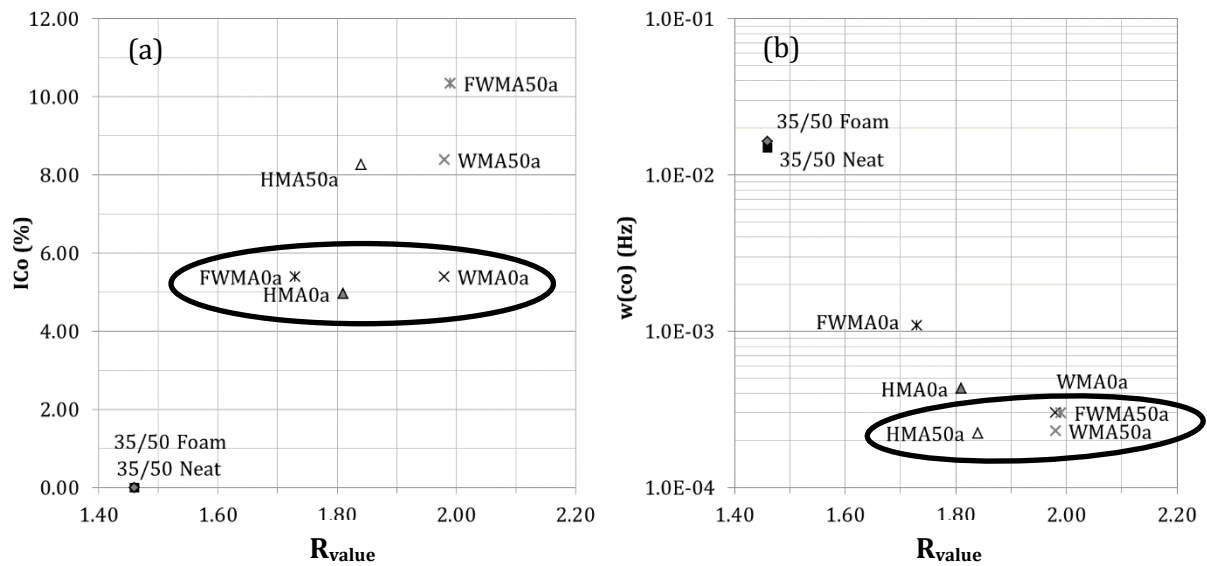 (a)
12.00
10.00
8.00
6.00
4.00
2.00
0.00
ICo (%)
FWMA50a
WMA50a
HMA50a
FWMA0a
HMA0a
WMA0a
35/50 Foam
35/50 Neat
1.40
1.60
1.80
2.00
2.20
Rvalue
(b)
1.0E-01
1.0E-02
1.0E-03
1.0E-04
w(co) (Hz)
35/50 Foam
35/50 Neat
FWMA0a
HMA0a
WMA0a
FWMA50a
HMA50a
WMA50a
1.40
1.60
1.80
2.00
2.20
Rvalue